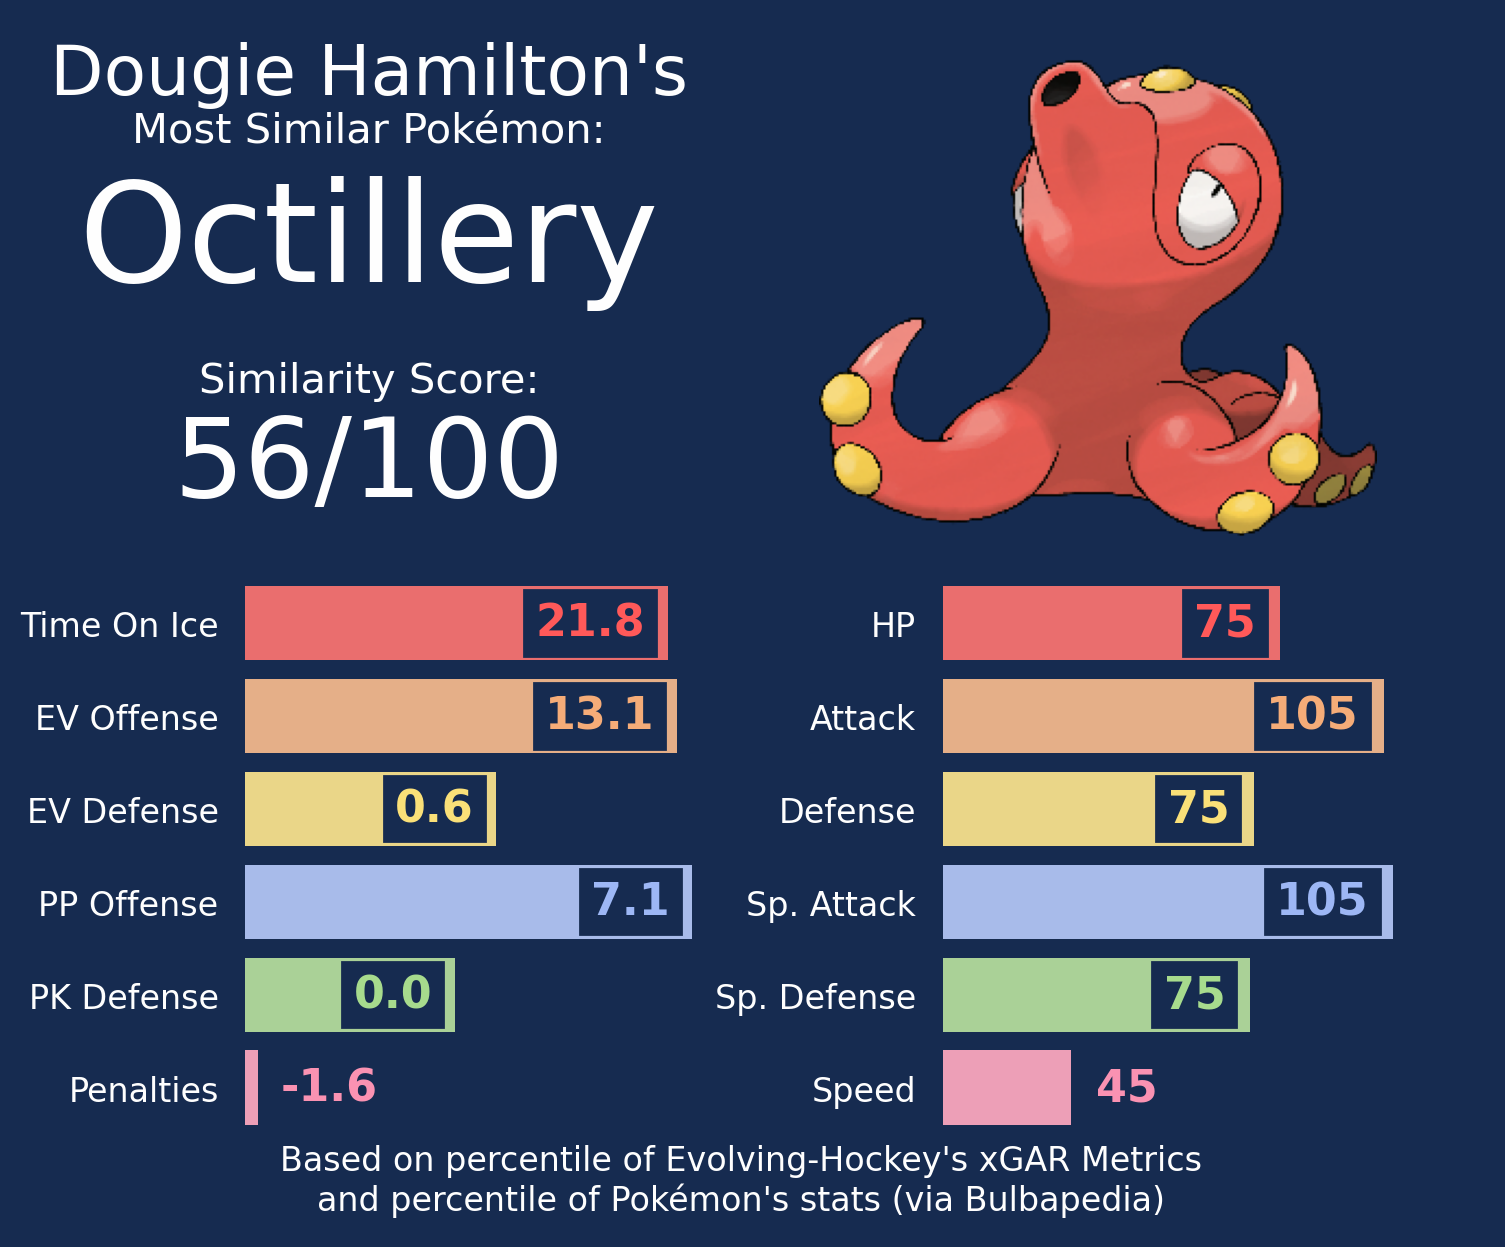 Dougie Hamilton's
Most Similar Pokémon:
Octillery
Similarity Score:
56/100
Time On Ice 21.8
EV Offense 13.1
EV Defense 0.6
PP Offense 7.1
PK Defense 0.0
Penalties -1.6
HP 75
Attack 105
Defense 75
Sp. Attack 105
Sp. Defense 75
Speed 45
Based on percentile of Evolving-Hockey's xGAR Metrics
and percentile of Pokémon's stats (via Bulbapedia)